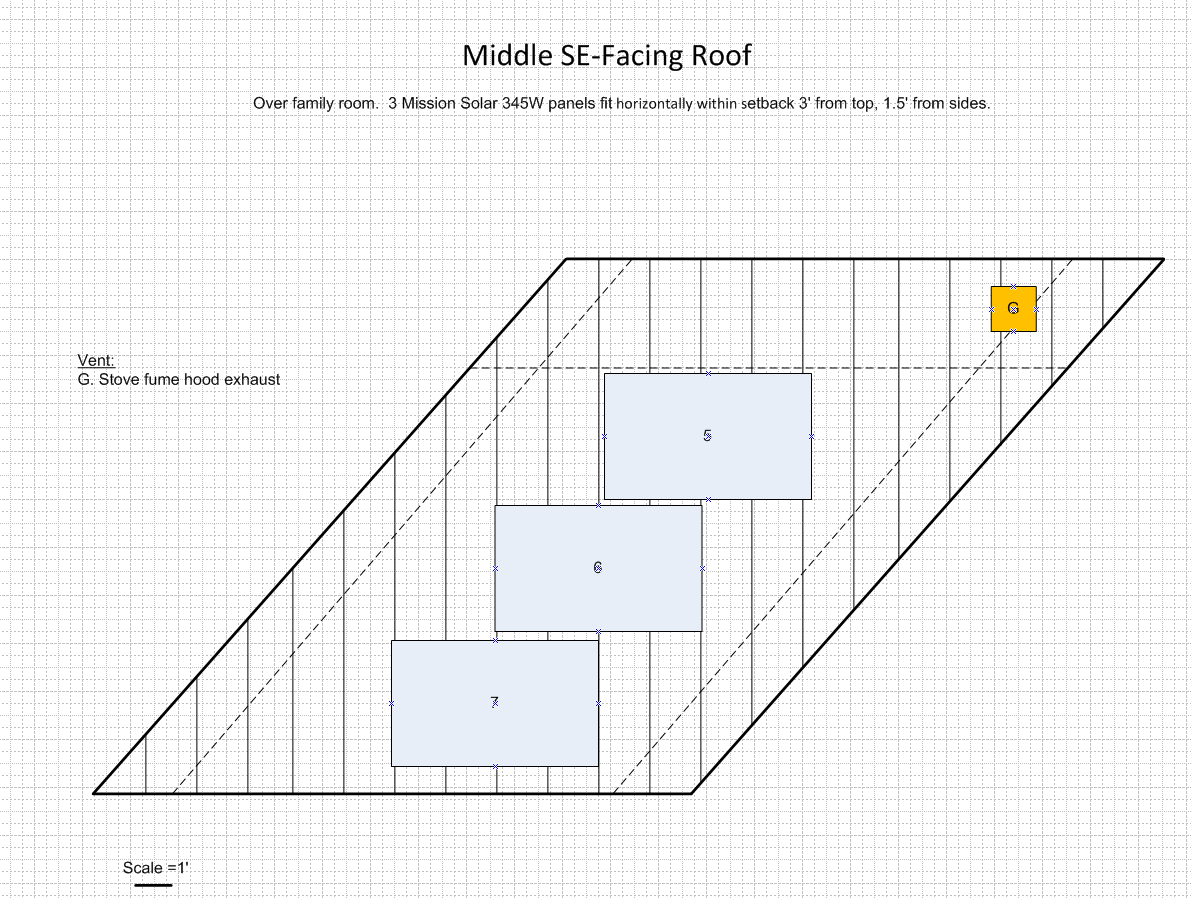 Middle SE-Facing Roof
Over family room.  3 Mission Solar 345W panels fit horizontally within setback 3' from top, 1.5' from sides.
G
Vent:
G. Stove fume hood exhaust
5
6
7
Scale =1'